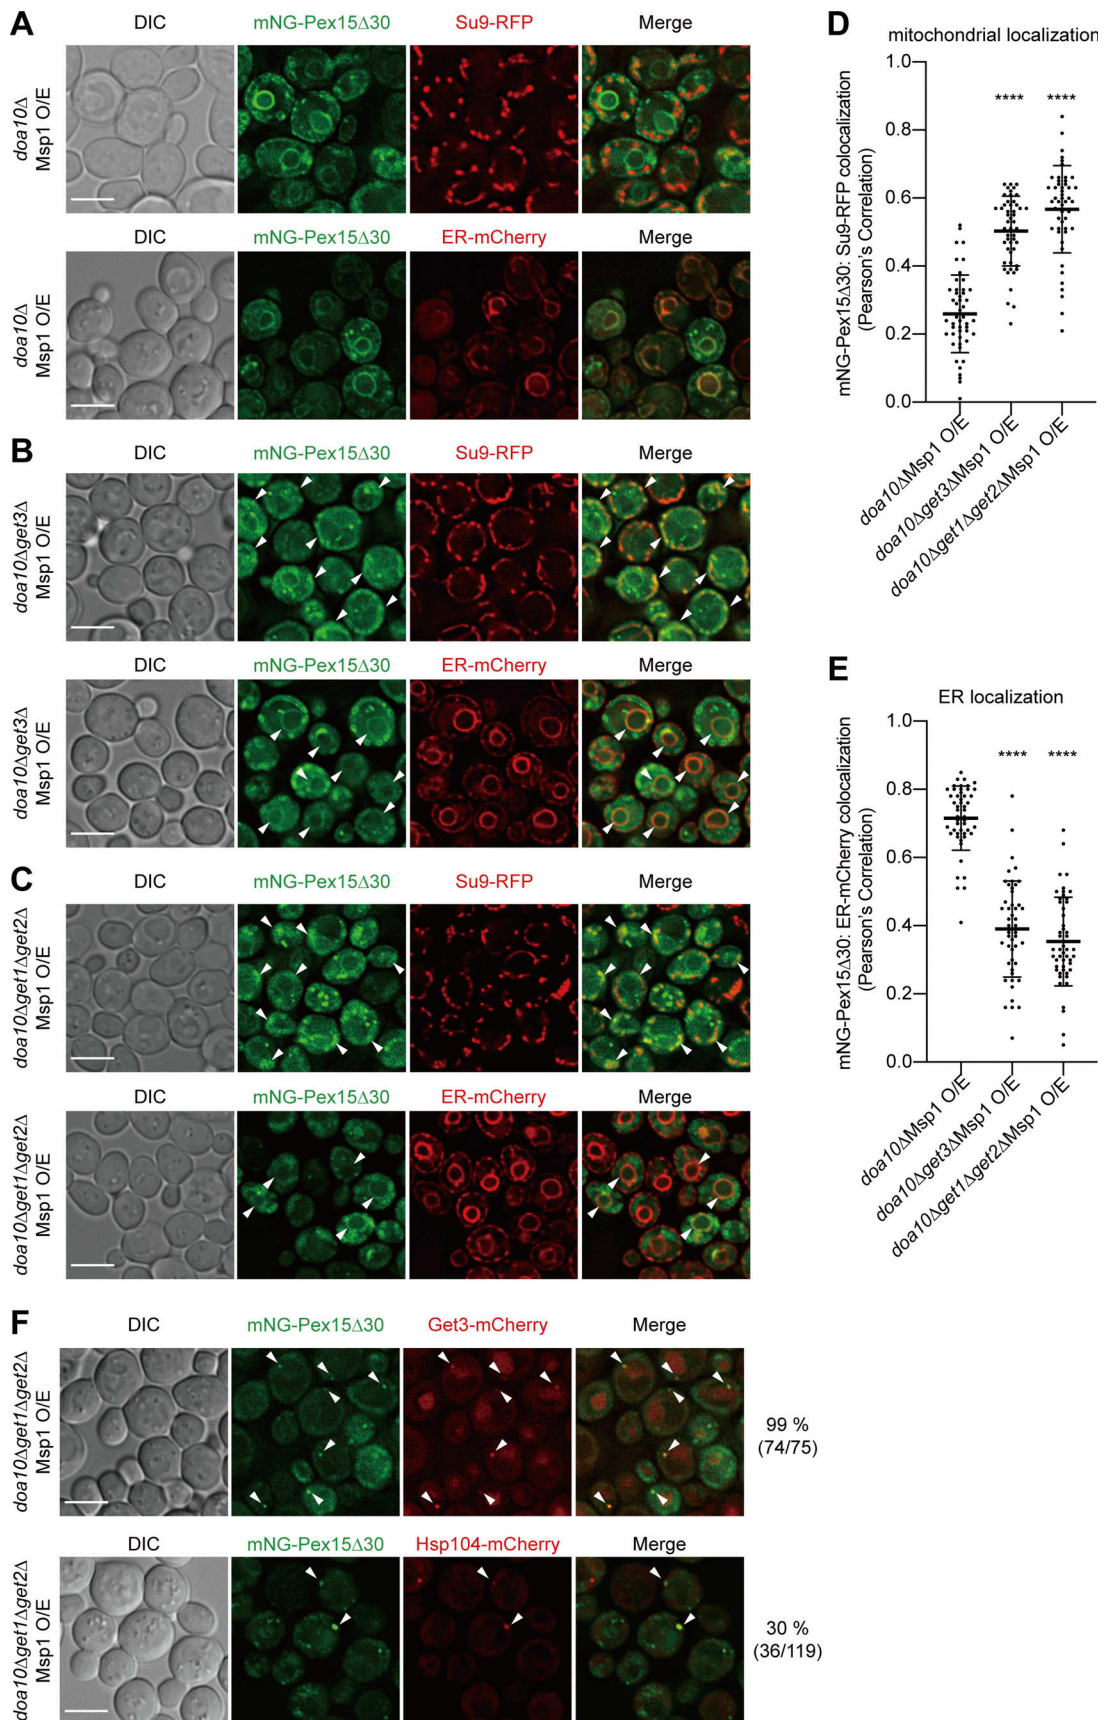 A
DIC mNG-Pex15Δ30 Su9-RFP Merge
doa10Δ
Msp1 O/E
DIC mNG-Pex15Δ30 ER-mCherry Merge
doa10Δ
Msp1 O/E
B
DIC mNG-Pex15Δ30 Su9-RFP Merge
doa10Δget3Δ
Msp1 O/E
DIC mNG-Pex15Δ30 ER-mCherry Merge
doa10Δget3Δ
Msp1 O/E
C
DIC mNG-Pex15Δ30 Su9-RFP Merge
doa10Δget1Δget2Δ
Msp1 O/E
DIC mNG-Pex15Δ30 ER-mCherry Merge
doa10Δget1Δget2Δ
Msp1 O/E
D
mitochondrial localization
mNG-Pex15Δ30: Su9-RFP colocalization
(Pearson's Correlation)
1.0
0.8
0.6
0.4
0.2
0.0
**** ****
doa10ΔMsp1 O/E
doa10Δget3ΔMsp1 O/E
doa10Δget1Δget2ΔMsp1 O/E
E
ER localization
mNG-Pex15Δ30: ER-mCherry colocalization
(Pearson's Correlation)
1.0
0.8
0.6
0.4
0.2
0.0
**** ****
doa10ΔMsp1 O/E
doa10Δget3ΔMsp1 O/E
doa10Δget1Δget2ΔMsp1 O/E
F
DIC mNG-Pex15Δ30 Get3-mCherry Merge
doa10Δget1Δget2Δ
Msp1 O/E
99 %
(74/75)
DIC mNG-Pex15Δ30 Hsp104-mCherry Merge
doa10Δget1Δget2Δ
Msp1 O/E
30 %
(36/119)